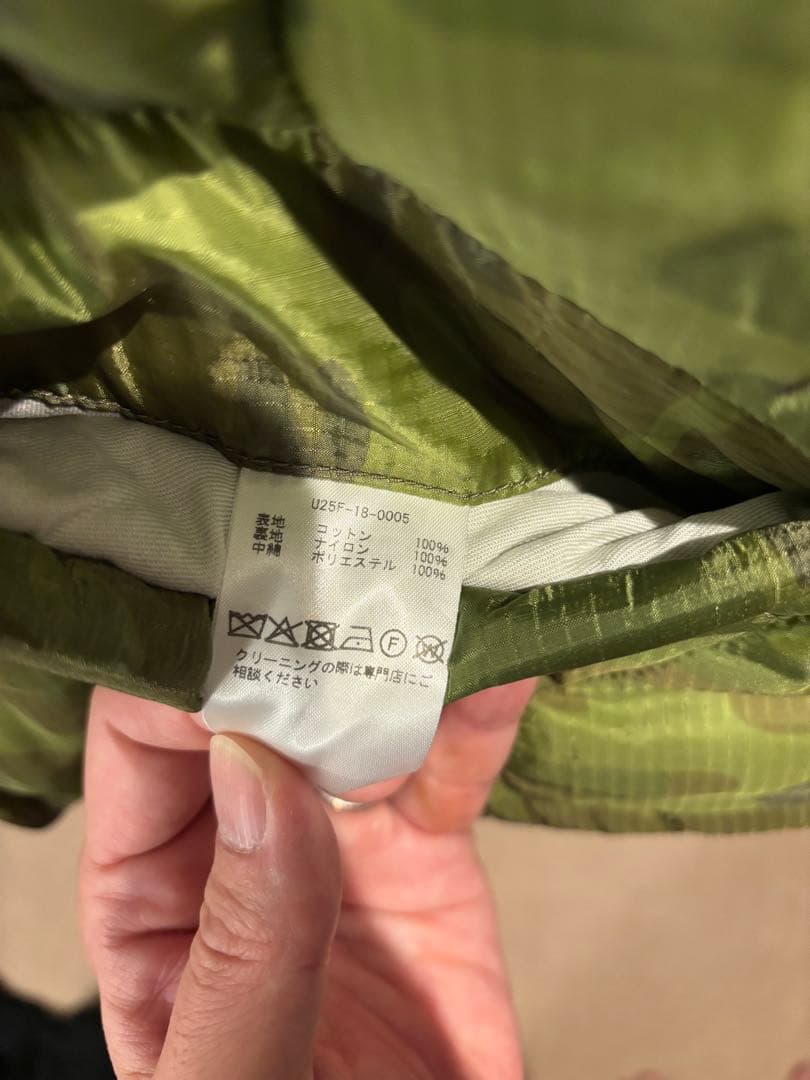 U25F-18-0005
表地 コットン 100%
裏地 ナイロン 100%
中綿 ポリエステル 100%
F W
クリーニングの際は専門店にご
相談ください